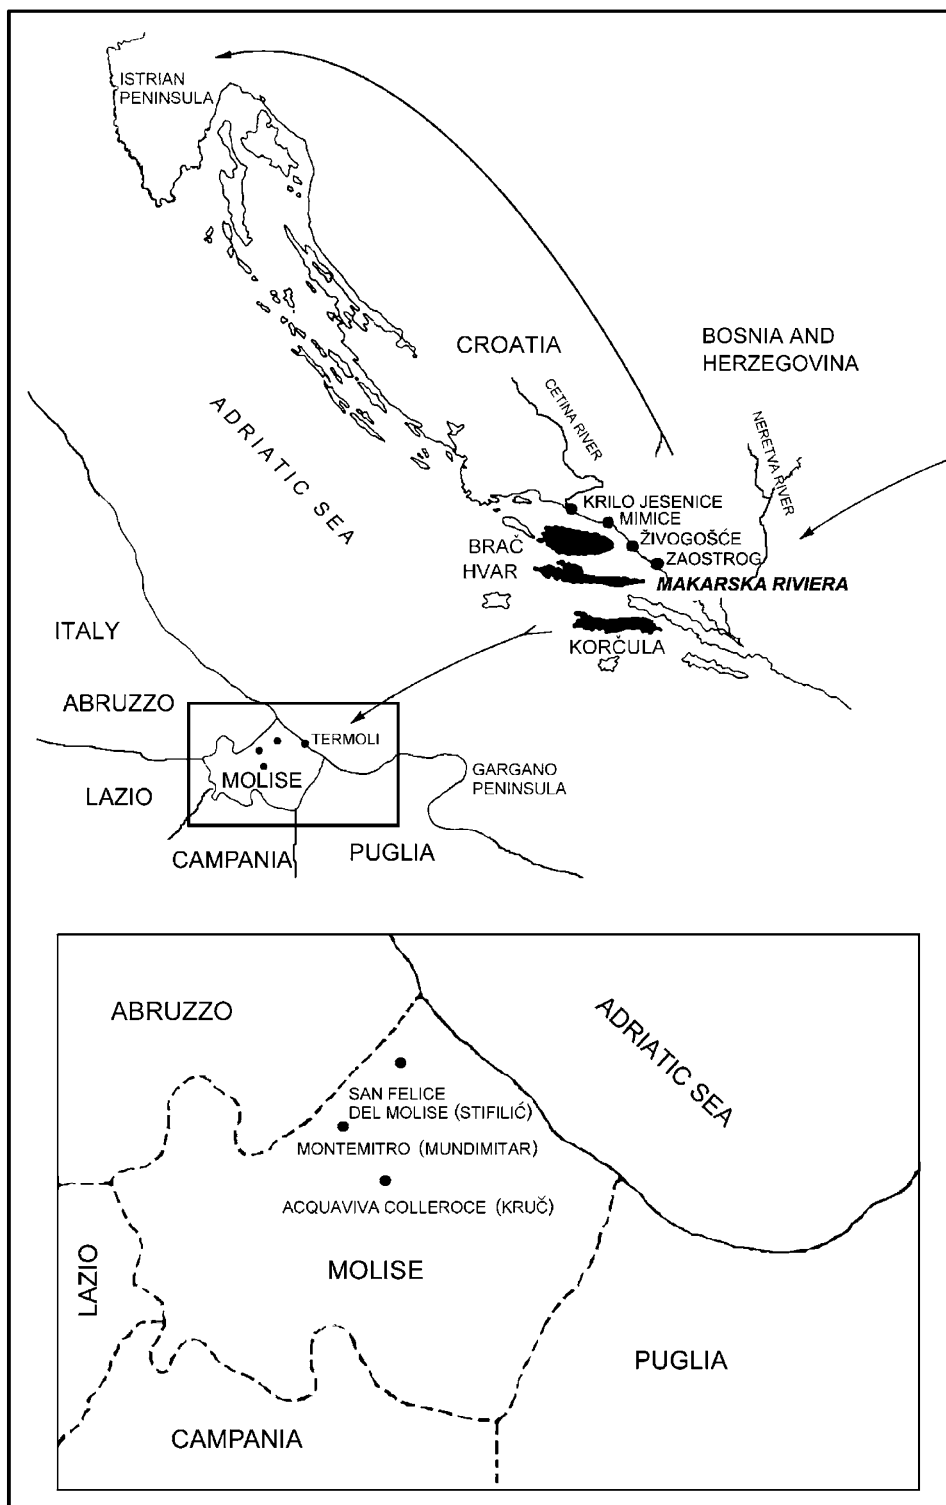 ISTRIAN
PENINSULA
CROATIA
BOSNIA AND
HERZEGOVINA
CETINA RIVER
NERETVA RIVER
ADRIATIC SEA
KRILO JESENICE
MIMICE
ŽIVOGOŠĆE
ZAOSTROG
BRAČ
HVAR
MAKARSKA RIVIERA
KORČULA
ITALY
ABRUZZO
TERMOLI
MOLISE
LAZIO
GARGANO
PENINSULA
CAMPANIA
PUGLIA
ABRUZZO
ADRIATIC SEA
SAN FELICE
DEL MOLISE (STIFILIĆ)
MONTEMITRO (MUNDIMITAR)
ACQUAVIVA COLLEROCE (KRUČ)
LAZIO
MOLISE
PUGLIA
CAMPANIA